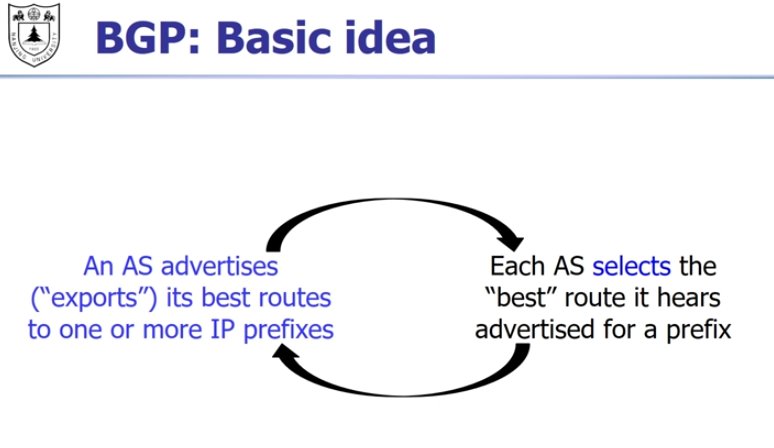 NANJING UNIVERSITY
1902
BGP: Basic idea
An AS advertises
(“exports”) its best routes
to one or more IP prefixes
Each AS selects the
“best” route it hears
advertised for a prefix